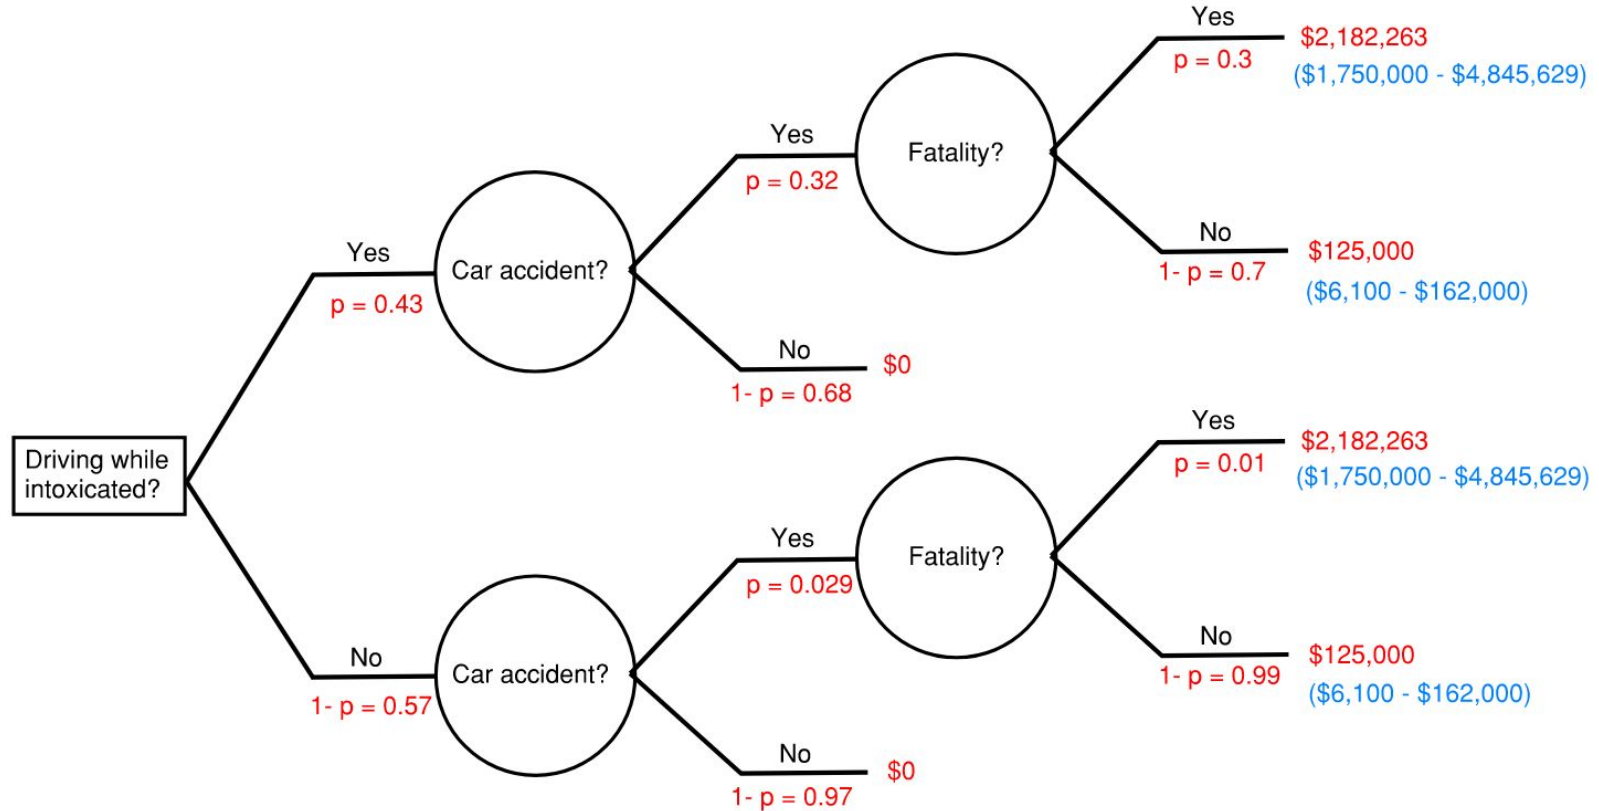 Driving while
intoxicated?
Yes
p = 0.43
Car accident?
Yes
p = 0.32
Fatality?
Yes
p = 0.3
$2,182,263
($1,750,000 - $4,845,629)
No
1- p = 0.7
$125,000
($6,100 - $162,000)
No
1- p = 0.68
$0
No
1- p = 0.57
Car accident?
Yes
p = 0.029
Fatality?
Yes
p = 0.01
$2,182,263
($1,750,000 - $4,845,629)
No
1- p = 0.99
$125,000
($6,100 - $162,000)
No
1- p = 0.97
$0